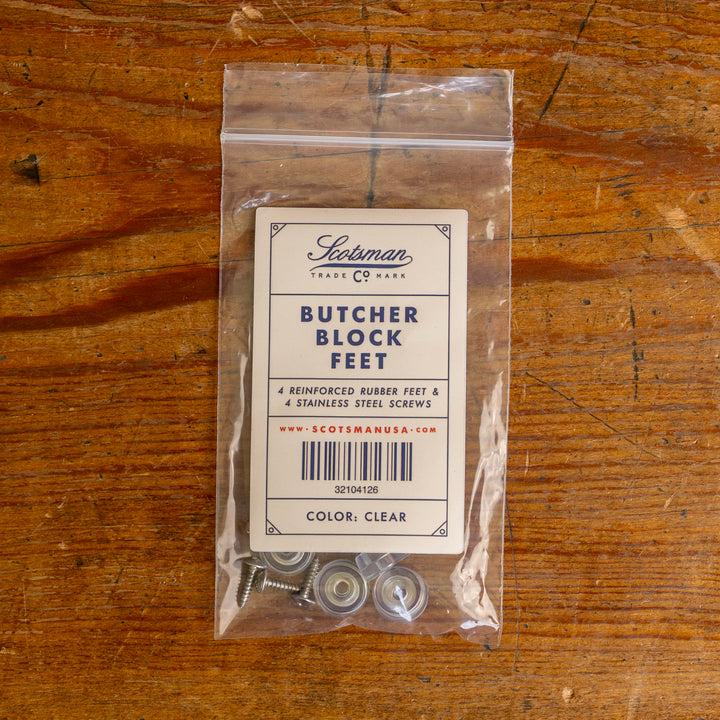 Scotsman
TRADE Co. MARK
BUTCHER
BLOCK
FEET
4 REINFORCED RUBBER FEET &
4 STAINLESS STEEL SCREWS
WWW·SCOTSMANUSA·COM
32104126
COLOR: CLEAR